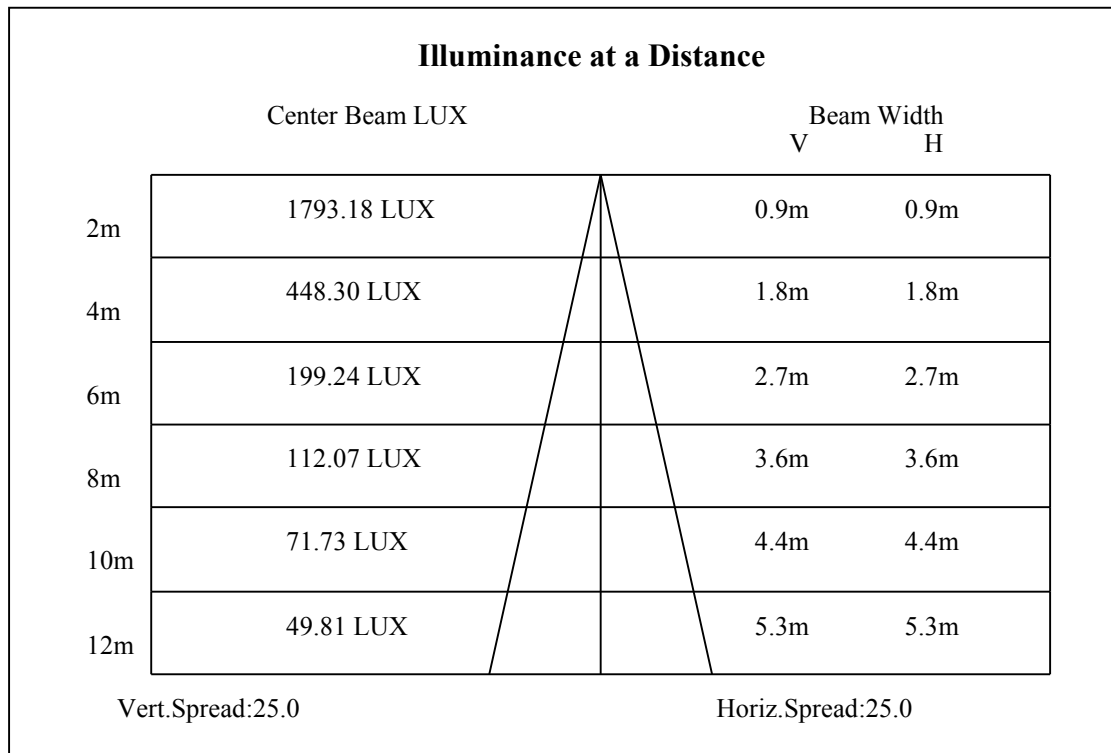 Illuminance at a Distance
Center Beam LUX Beam Width
V H
2m 1793.18 LUX 0.9m 0.9m
4m 448.30 LUX 1.8m 1.8m
6m 199.24 LUX 2.7m 2.7m
8m 112.07 LUX 3.6m 3.6m
10m 71.73 LUX 4.4m 4.4m
12m 49.81 LUX 5.3m 5.3m
Vert.Spread:25.0 Horiz.Spread:25.0